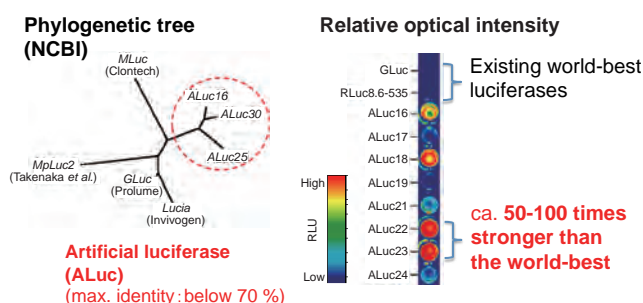 Phylogenetic tree
(NCBI)
MLuc
(Clontech)
ALuc16
ALuc30
ALuc25
MpLuc2
(Takenaka et al.)
GLuc
(Prolume)
Lucia
(Invivogen)
Artificial luciferase
(ALuc)
(max. identity : below 70 %)
Relative optical intensity
GLuc
RLuc8.6-535
ALuc16
ALuc17
ALuc18
ALuc19
ALuc21
ALuc22
ALuc23
ALuc24
High
RLU
Low
Existing world-best
luciferases
ca. 50-100 times
stronger than
the world-best